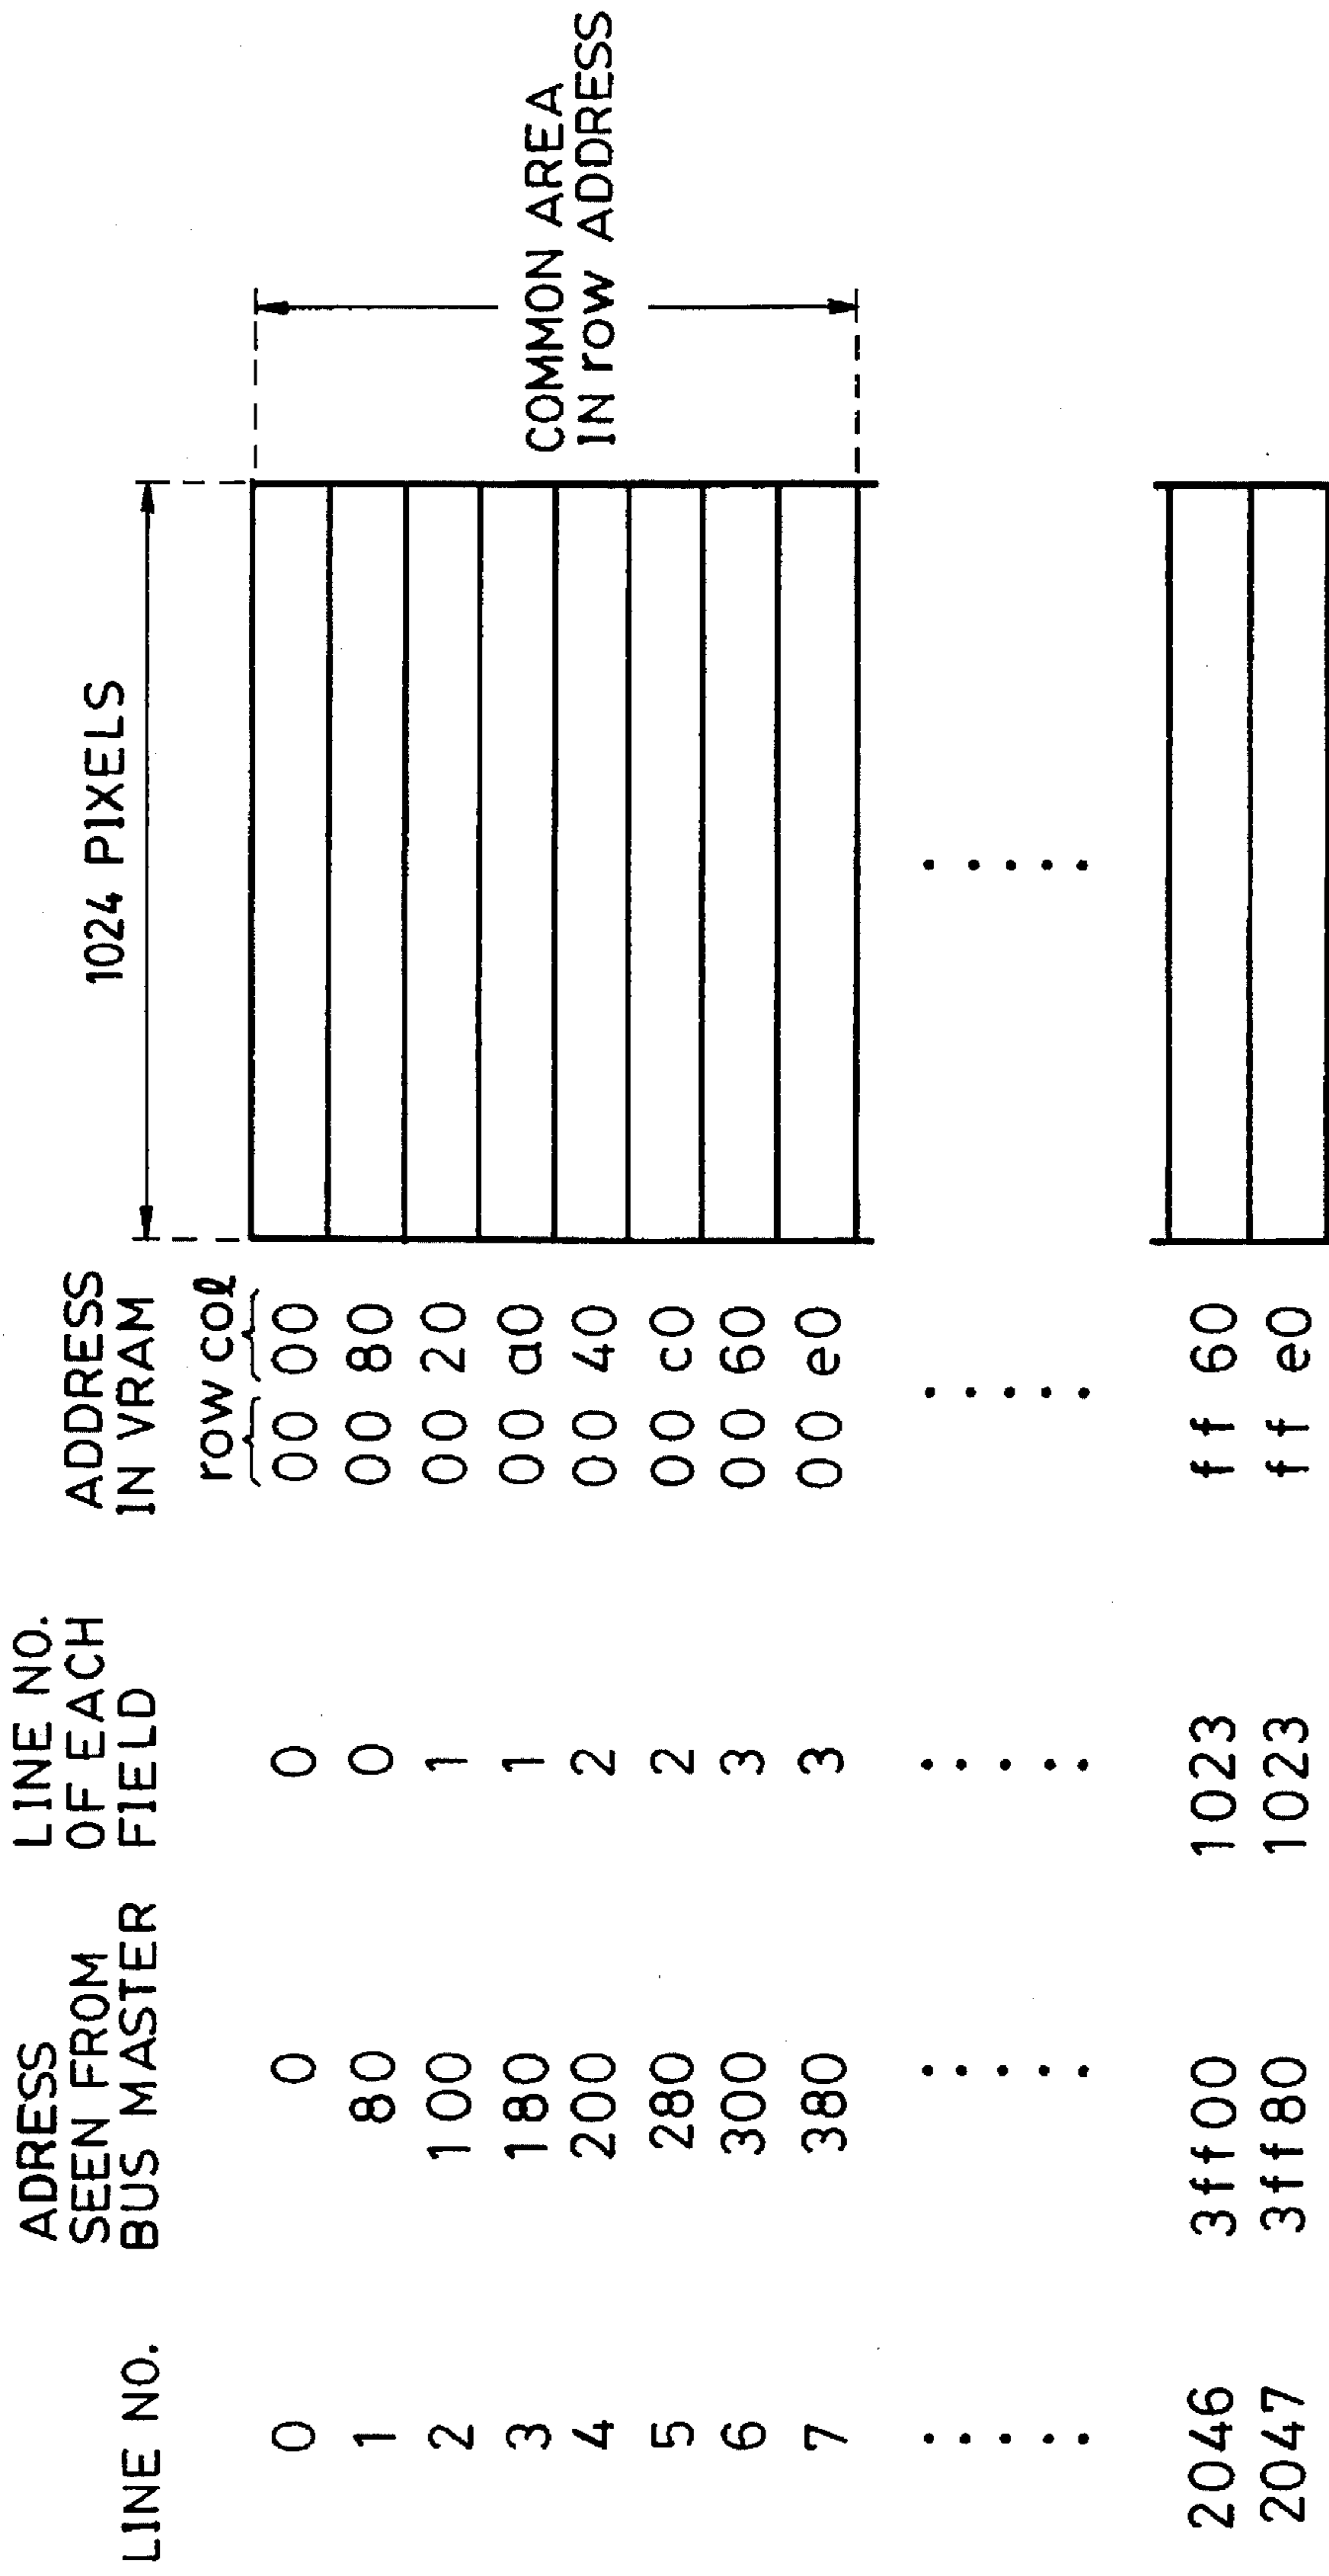 LINE NO.
ADRESS
SEEN FROM
BUS MASTER
LINE NO.
OF EACH
FIELD
ADDRESS
IN VRAM
row col
1024 PIXELS
0 0 0 00 00
1 80 0 00 80
2 100 1 00 20
3 180 1 00 a0
4 200 2 00 40
5 280 2 00 c0
6 300 3 00 60
7 380 3 00 e0
COMMON AREA
IN row ADDRESS
..... ..... ..... ..... .....
2046 3ff00 1023 ff 60
2047 3ff80 1023 ff e0